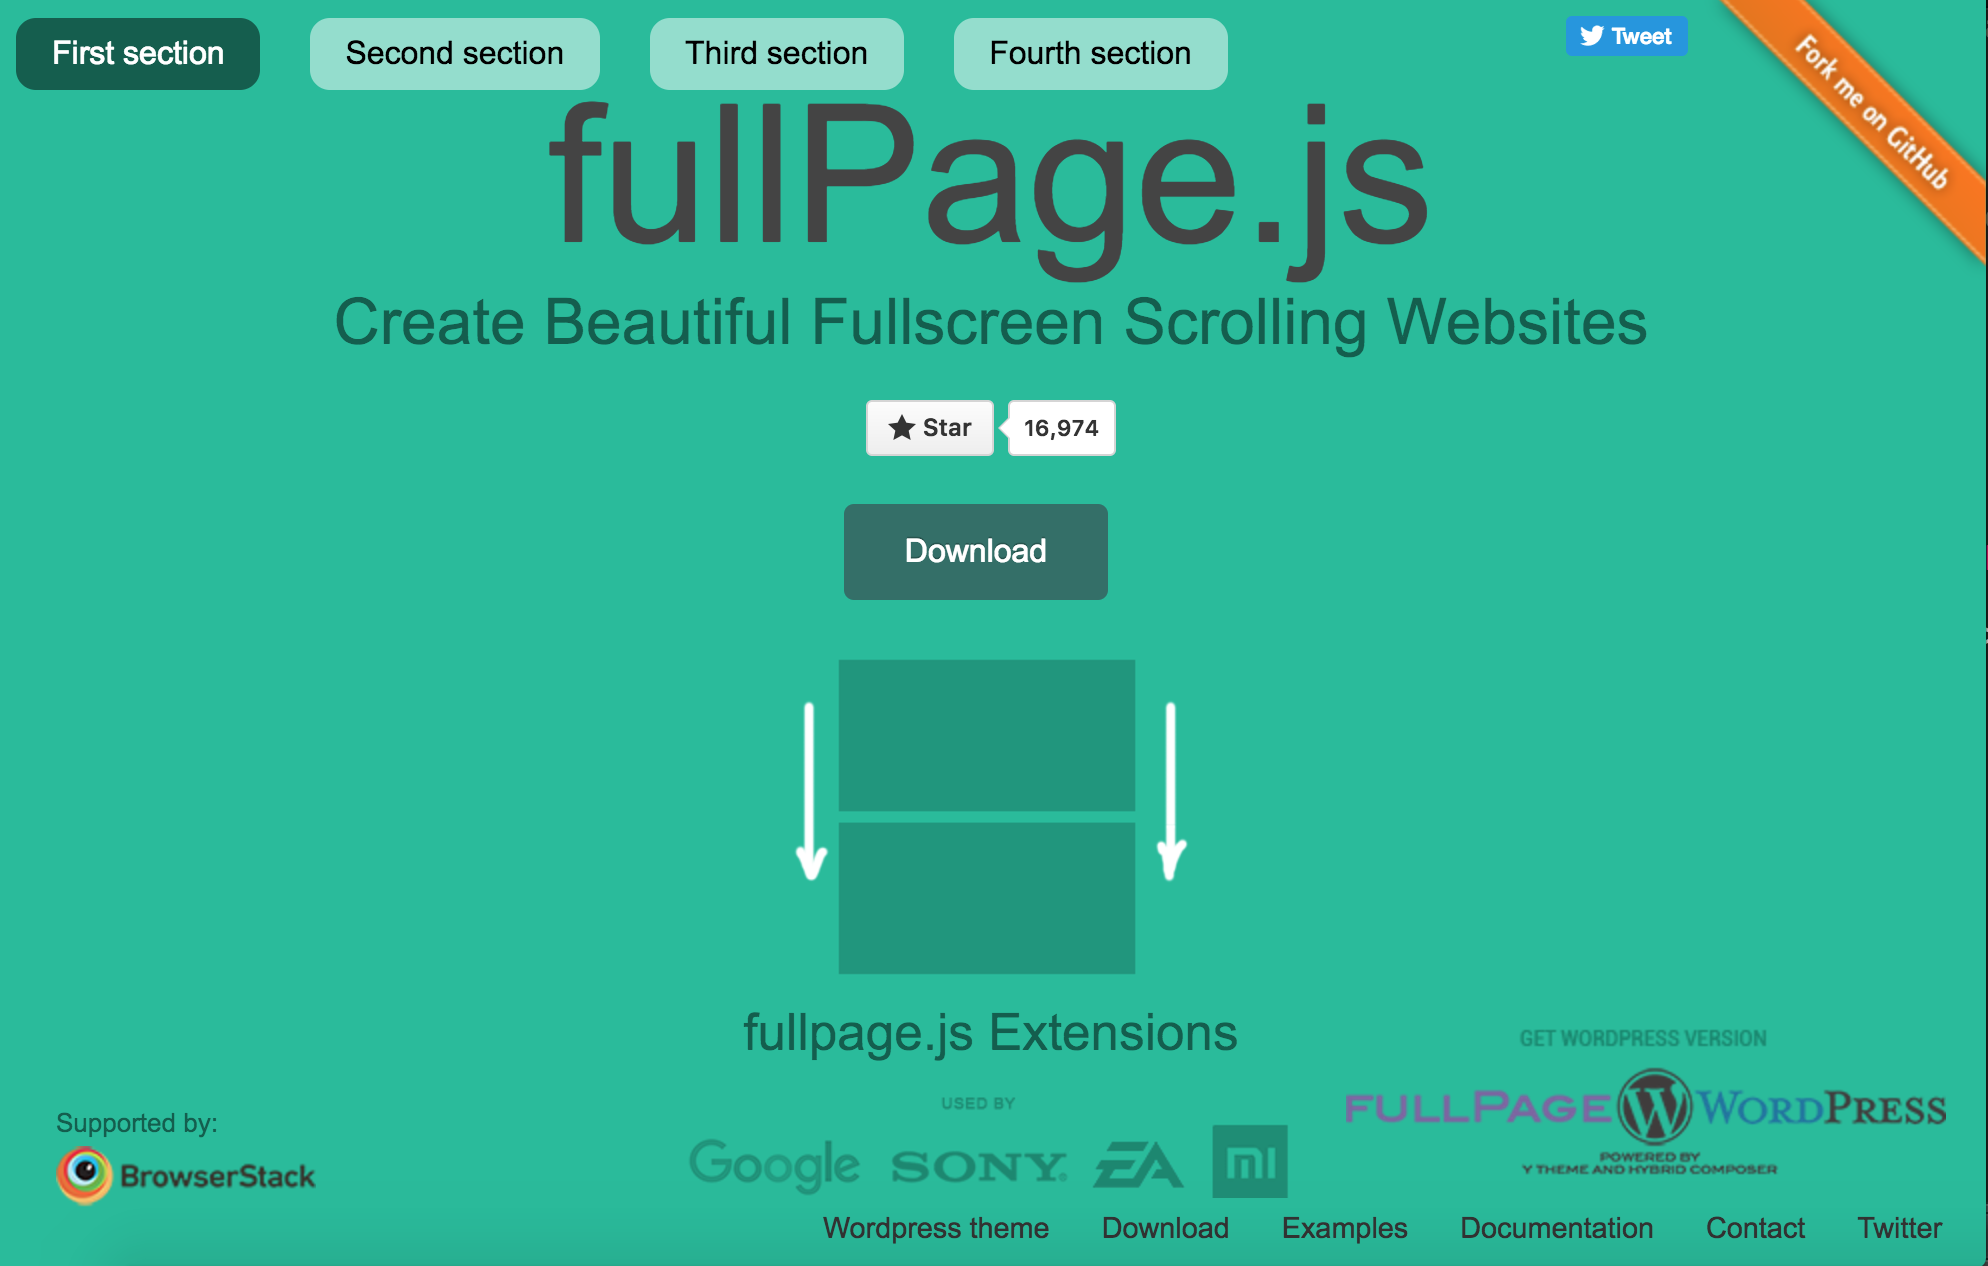 First section Second section Third section Fourth section Tweet
Fork me on GitHub
fullPage.js
Create Beautiful Fullscreen Scrolling Websites
Star 16,974
Download
fullpage.js Extensions
GET WORDPRESS VERSION
FULLPAGE WORDPRESS
POWERED BY
Y THEME AND HYBRID COMPOSER
USED BY
Google SONY EA mi
Supported by:
BrowserStack
Wordpress theme Download Examples Documentation Contact Twitter